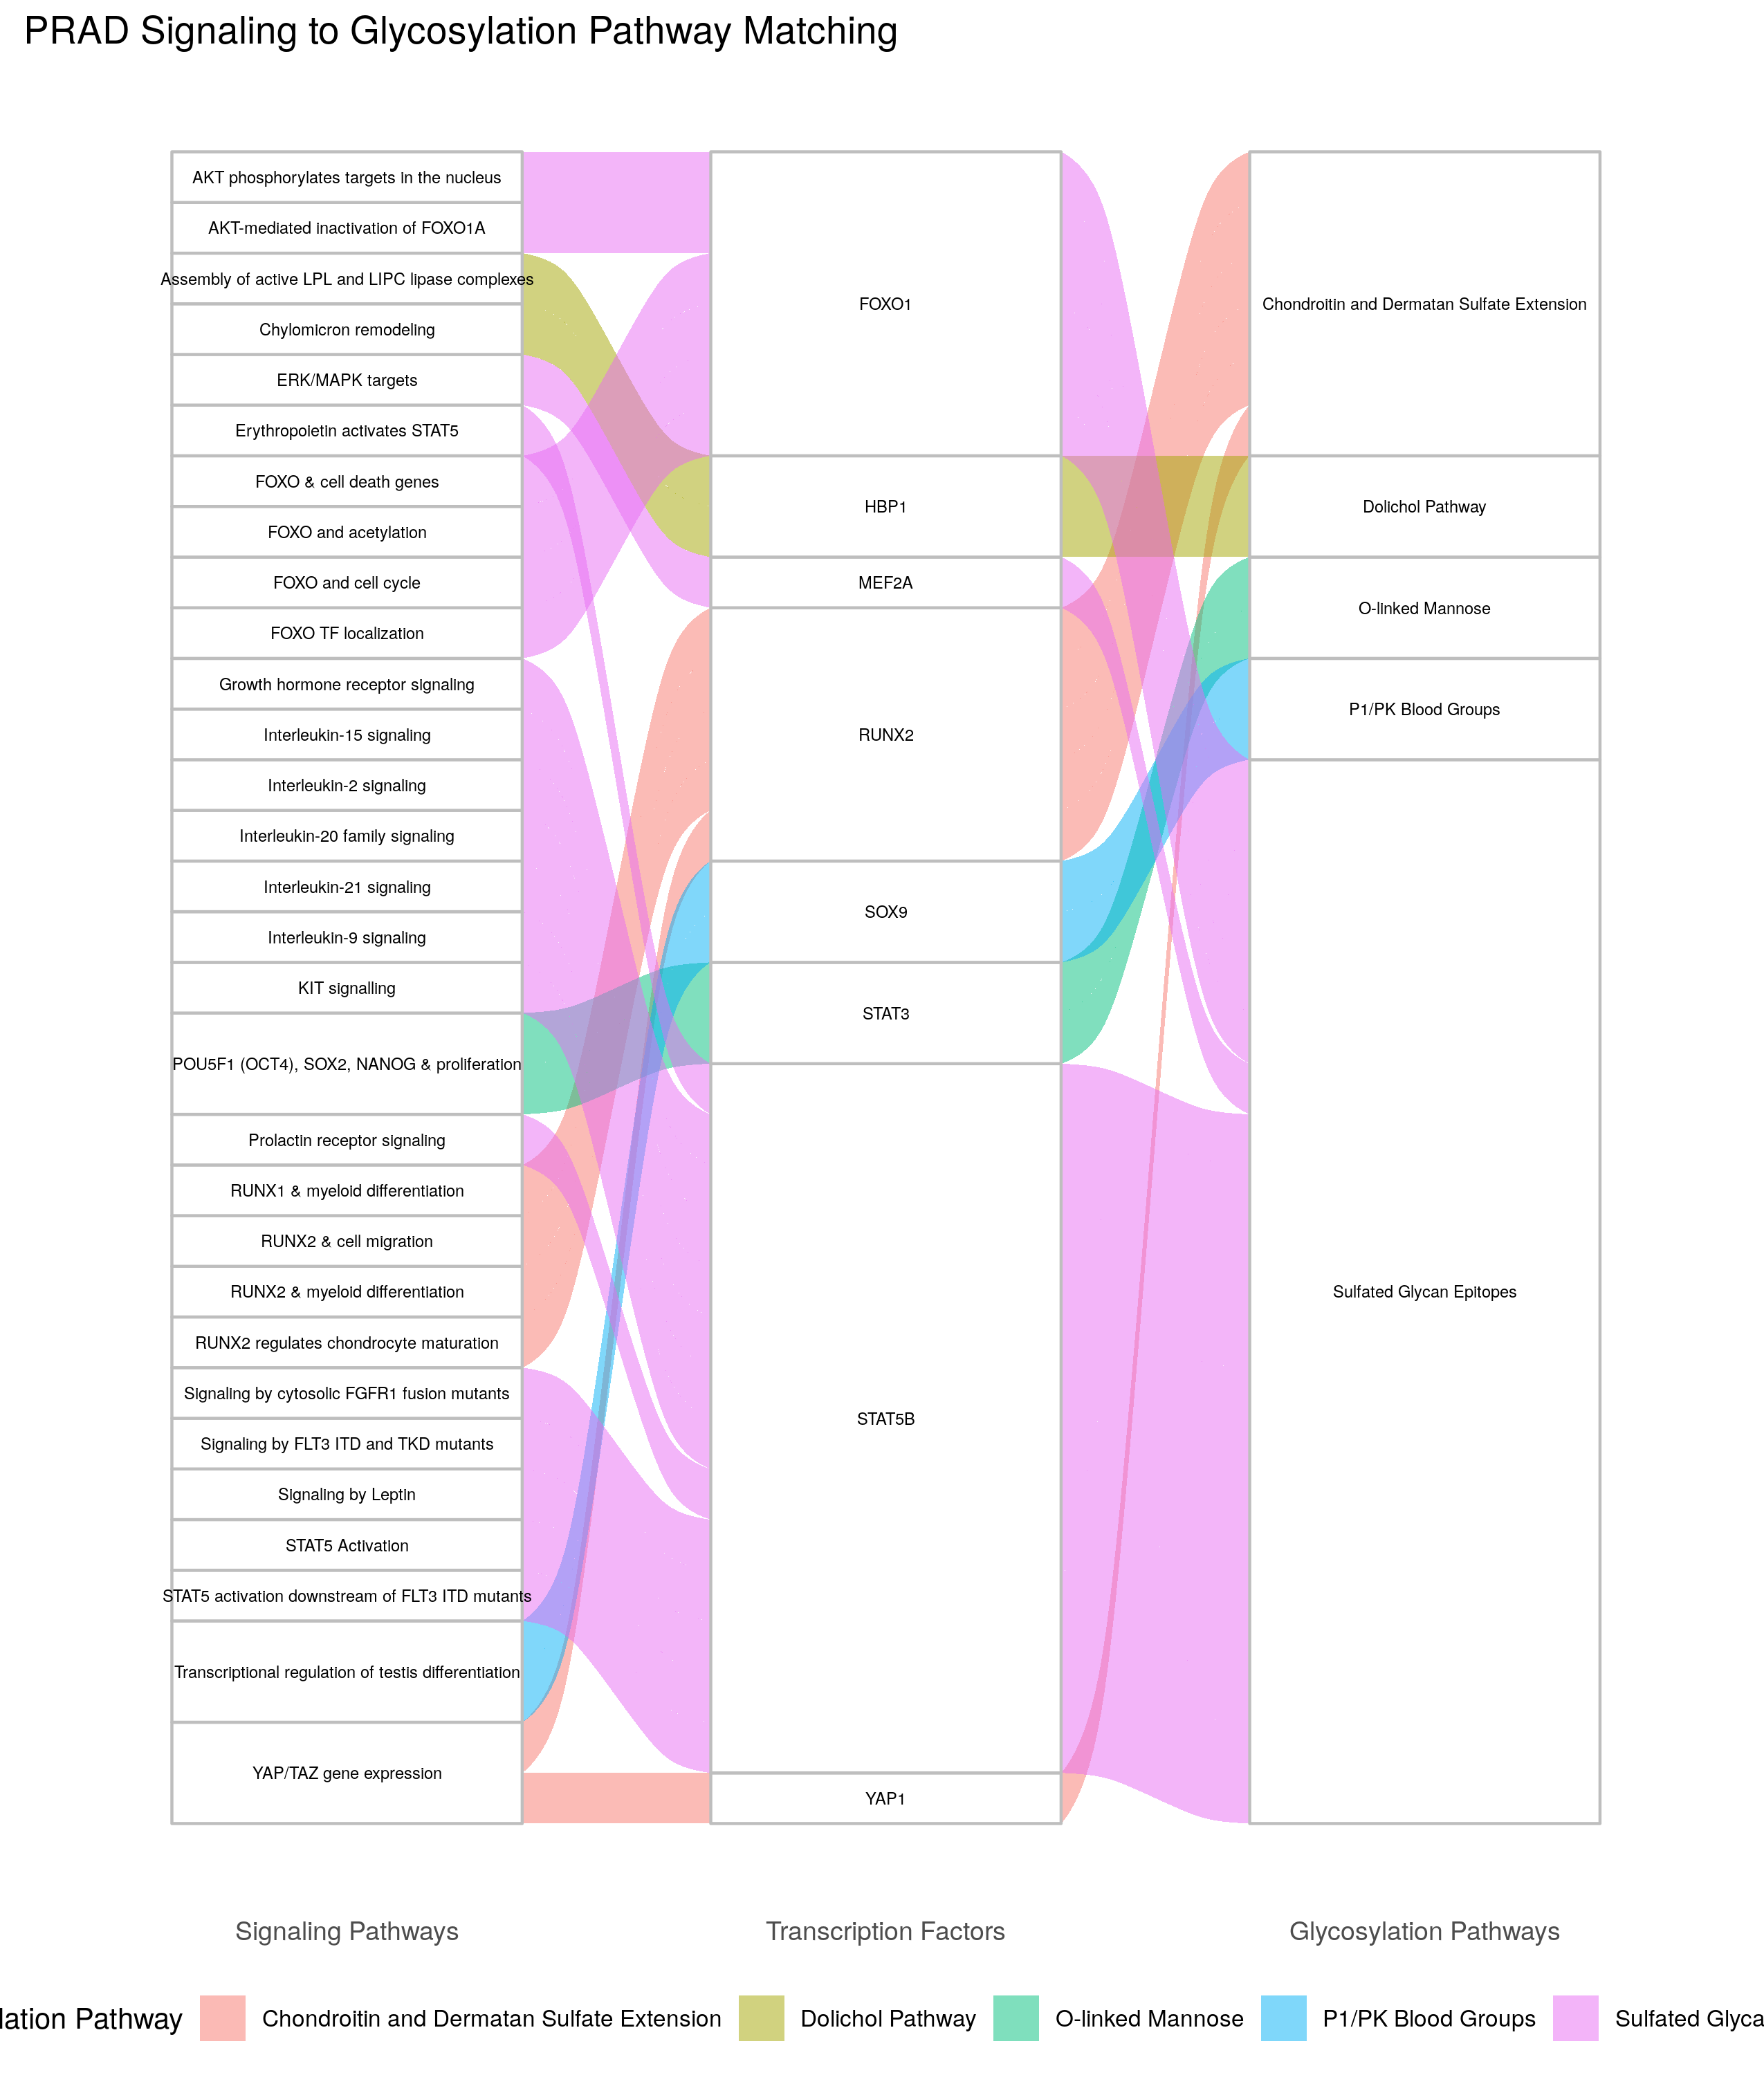 PRAD Signaling to Glycosylation Pathway Matching
AKT phosphorylates targets in the nucleus
AKT-mediated inactivation of FOXO1A
Assembly of active LPL and LIPC lipase complexes
Chylomicron remodeling
ERK/MAPK targets
Erythropoietin activates STAT5
FOXO & cell death genes
FOXO and acetylation
FOXO and cell cycle
FOXO TF localization
Growth hormone receptor signaling
Interleukin-15 signaling
Interleukin-2 signaling
Interleukin-20 family signaling
Interleukin-21 signaling
Interleukin-9 signaling
KIT signalling
POU5F1 (OCT4), SOX2, NANOG & proliferation
Prolactin receptor signaling
RUNX1 & myeloid differentiation
RUNX2 & cell migration
RUNX2 & myeloid differentiation
RUNX2 regulates chondrocyte maturation
Signaling by cytosolic FGFR1 fusion mutants
Signaling by FLT3 ITD and TKD mutants
Signaling by Leptin
STAT5 Activation
STAT5 activation downstream of FLT3 ITD mutants
Transcriptional regulation of testis differentiation
YAP/TAZ gene expression
FOXO1
HBP1
MEF2A
RUNX2
SOX9
STAT3
STAT5B
YAP1
Chondroitin and Dermatan Sulfate Extension
Dolichol Pathway
O-linked Mannose
P1/PK Blood Groups
Sulfated Glycan Epitopes
Signaling Pathways
Transcription Factors
Glycosylation Pathways
lation Pathway
Chondroitin and Dermatan Sulfate Extension
Dolichol Pathway
O-linked Mannose
P1/PK Blood Groups
Sulfated Glyca